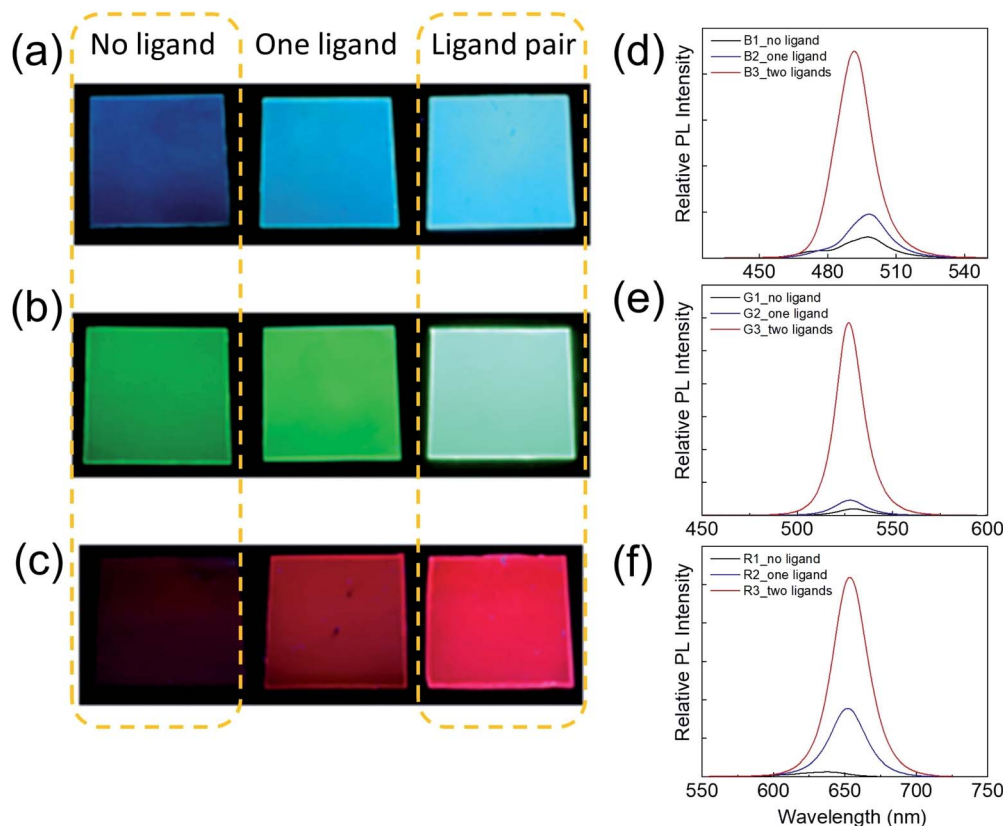 (a)
No ligand
One ligand
Ligand pair
(b)
(c)
(d)
B1_no ligand
B2_one ligand
B3_two ligands
Relative PL Intensity
450 480 510 540
(e)
G1_no ligand
G2_one ligand
G3_two ligands
Relative PL Intensity
450 500 550 600
(f)
R1_no ligand
R2_one ligand
R3_two ligands
Relative PL Intensity
550 600 650 700 750
Wavelength (nm)